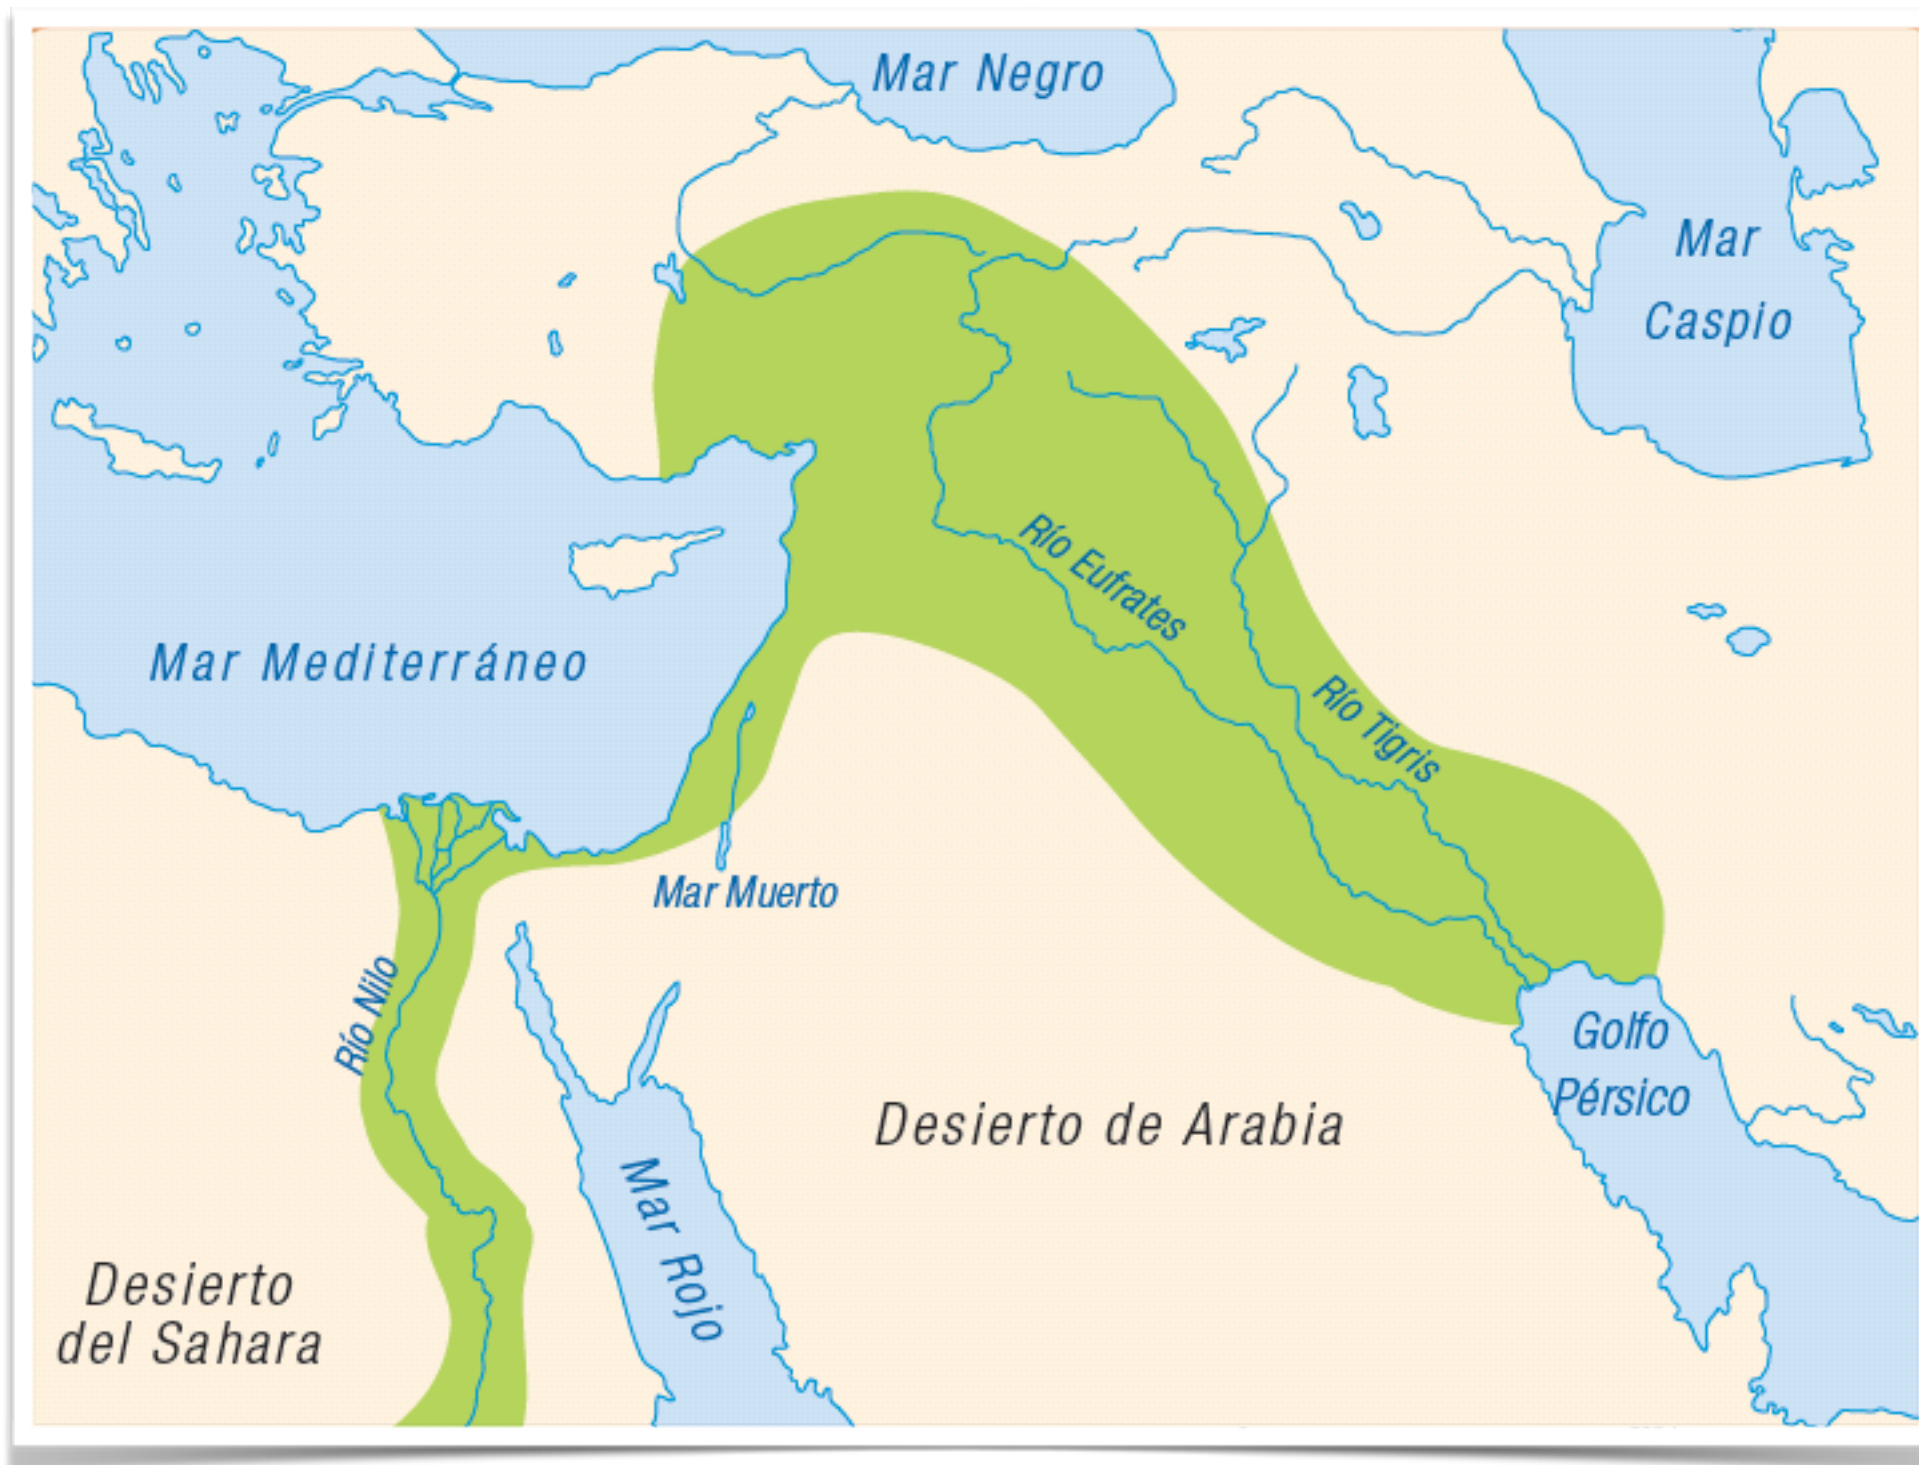 Mar Negro
Mar
Caspio
Río Eufrates
Mar Mediterráneo
Río Tigris
Mar Muerto
Río Nilo
Golfo
Pérsico
Desierto de Arabia
Mar Rojo
Desierto
del Sahara